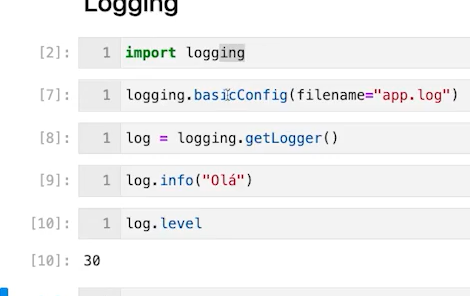 Logging
[2]: 1 import logging
[7]: 1 logging.basicConfig(filename="app.log")
[8]: 1 log = logging.getLogger()
[9]: 1 log.info("Olá")
[10]: 1 log.level
[10]: 30